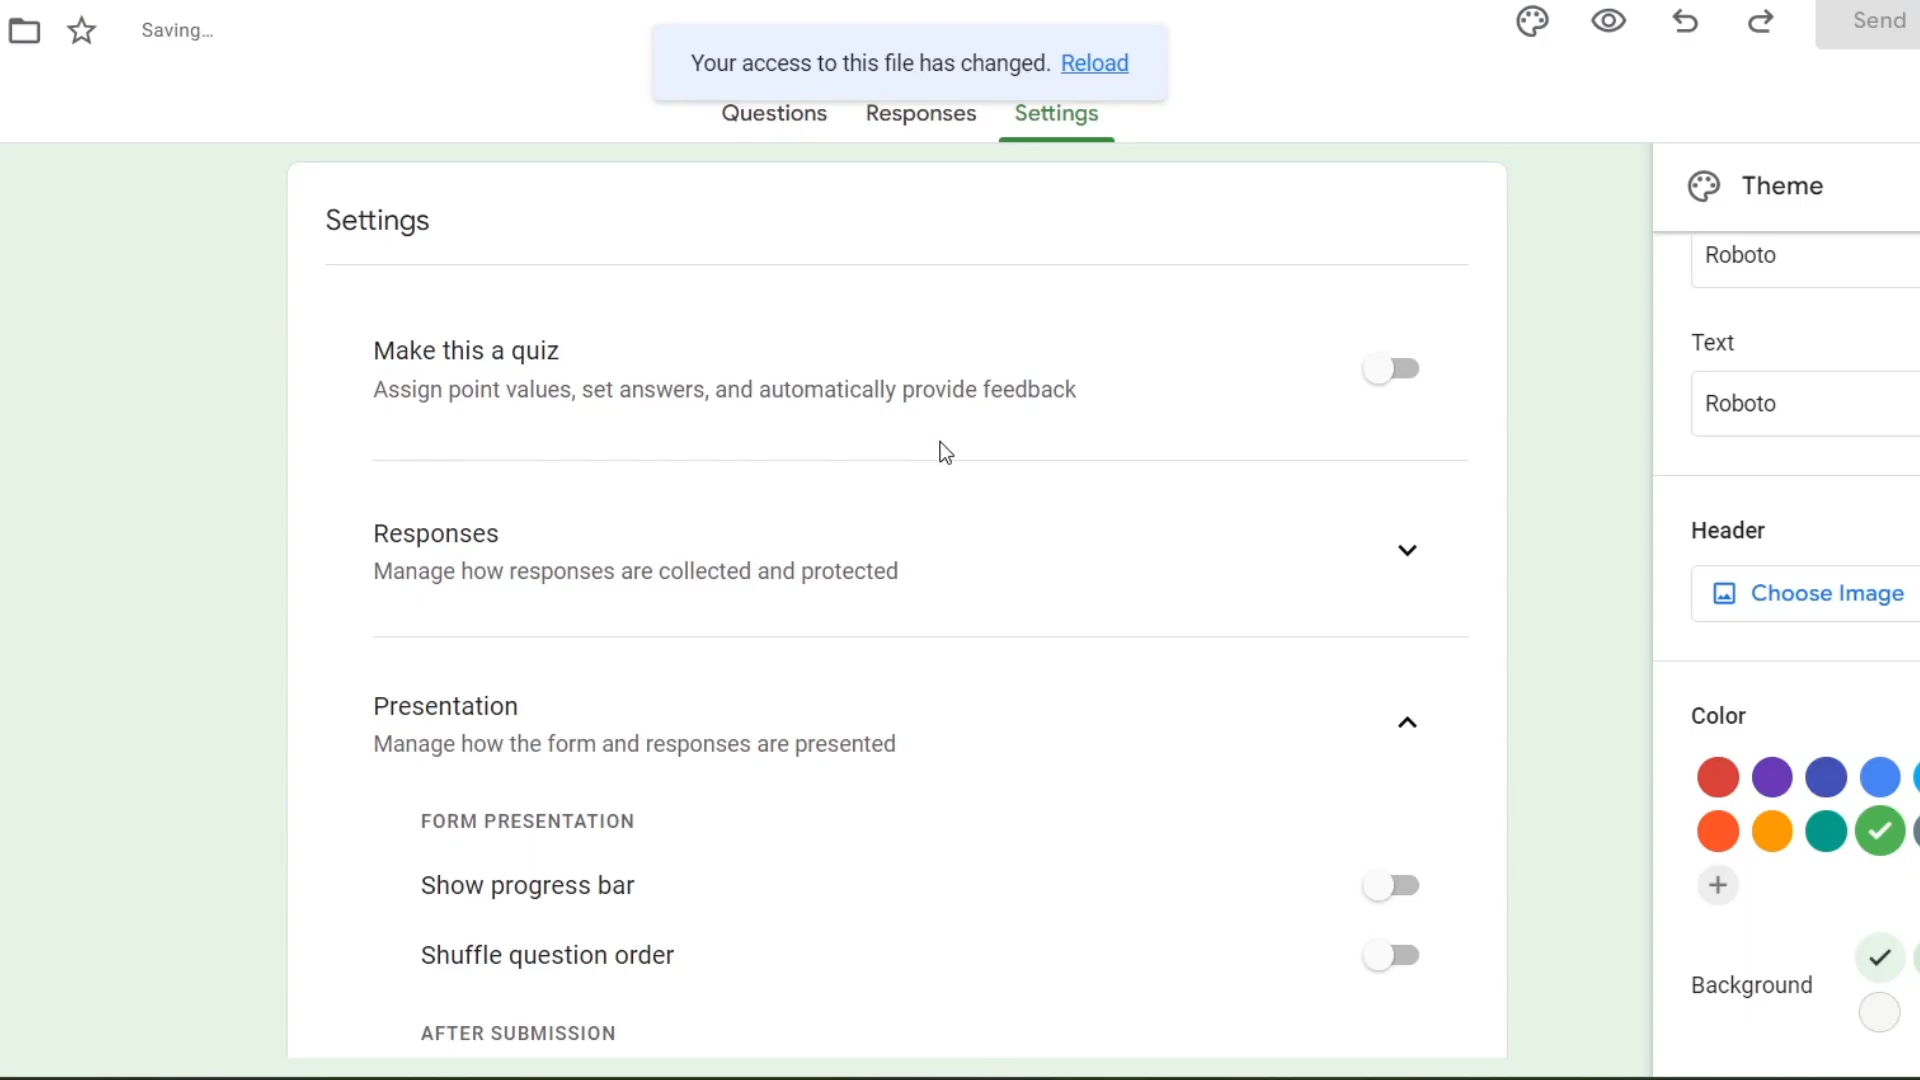 Saving...
Your access to this file has changed. Reload
Send
Questions
Responses
Settings
Settings
Make this a quiz
Assign point values, set answers, and automatically provide feedback
Responses
Manage how responses are collected and protected
Presentation
Manage how the form and responses are presented
FORM PRESENTATION
Show progress bar
Shuffle question order
AFTER SUBMISSION
Theme
Roboto
Text
Roboto
Header
Choose Image
Color
Background